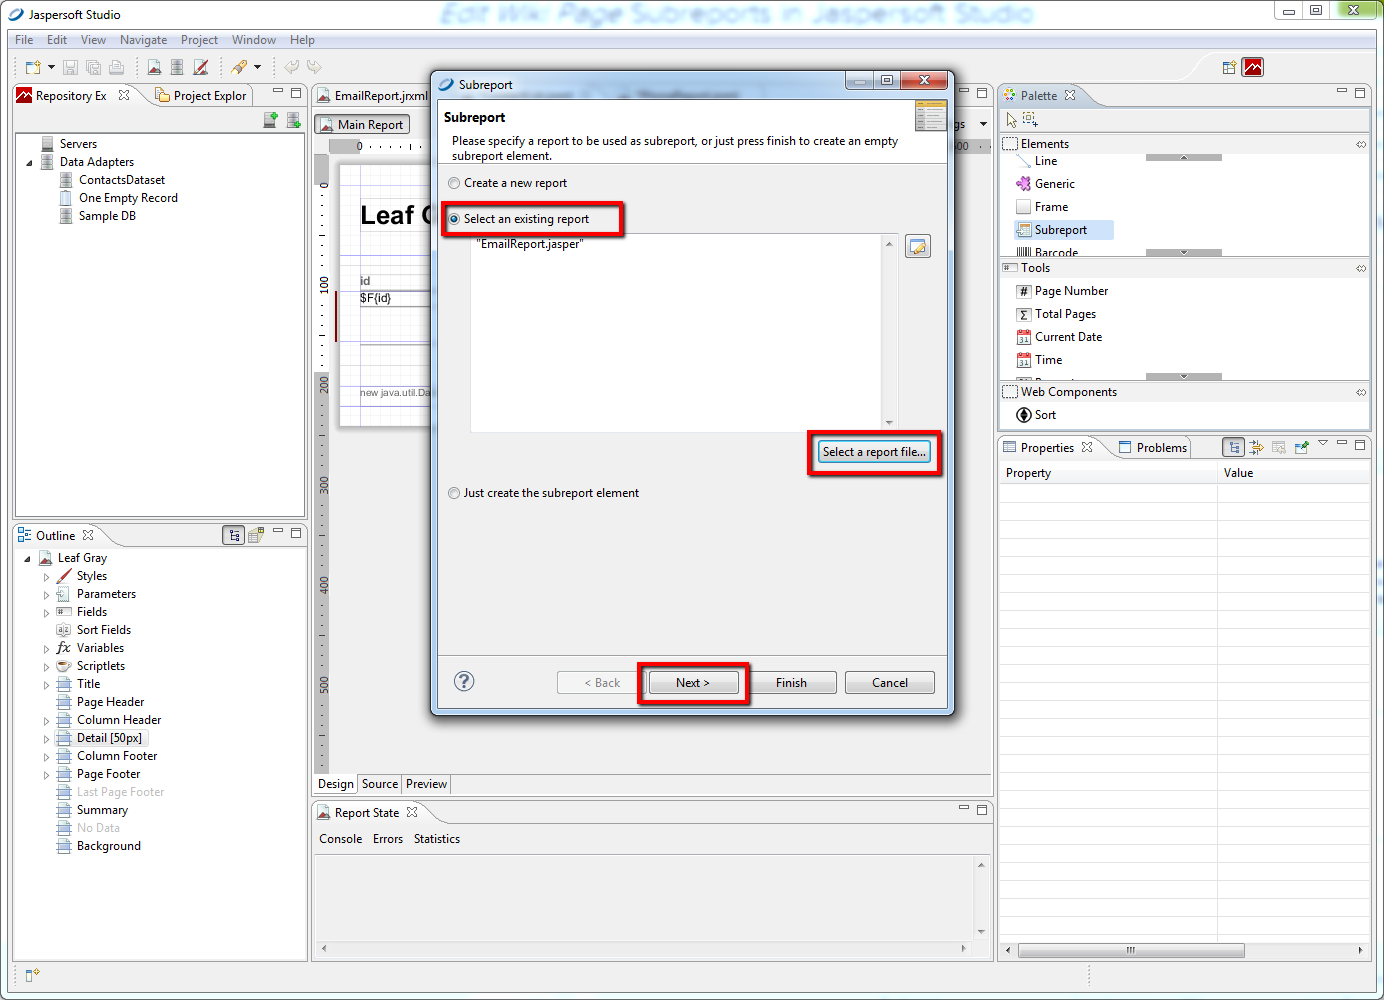 Jaspersoft Studio
Edit Wiki Page Subreports in Jaspersoft Studio
File Edit View Navigate Project Window Help
Repository Ex
Project Explor
Servers
Data Adapters
ContactsDataset
One Empty Record
Sample DB
Outline
Leaf Gray
Styles
Parameters
Fields
Sort Fields
Variables
Scriptlets
Title
Page Header
Column Header
Detail [50px]
Column Footer
Page Footer
Last Page Footer
Summary
No Data
Background
EmailReport.jrxml
Main Report
gs
0
0
100
200
300
400
500
Leaf
id
$F{id}
new java.util.Da
Subreport
Subreport
Please specify a report to be used as subreport, or just press finish to create an empty
subreport element.
Create a new report
Select an existing report
"EmailReport.jasper"
Select a report file...
Just create the subreport element
< Back
Next >
Finish
Cancel
Design Source Preview
Report State
Console Errors Statistics
Palette
Elements
Line
Generic
Frame
Subreport
Barcode
Tools
Page Number
Total Pages
Current Date
Time
Web Components
Sort
Properties
Problems
Property Value